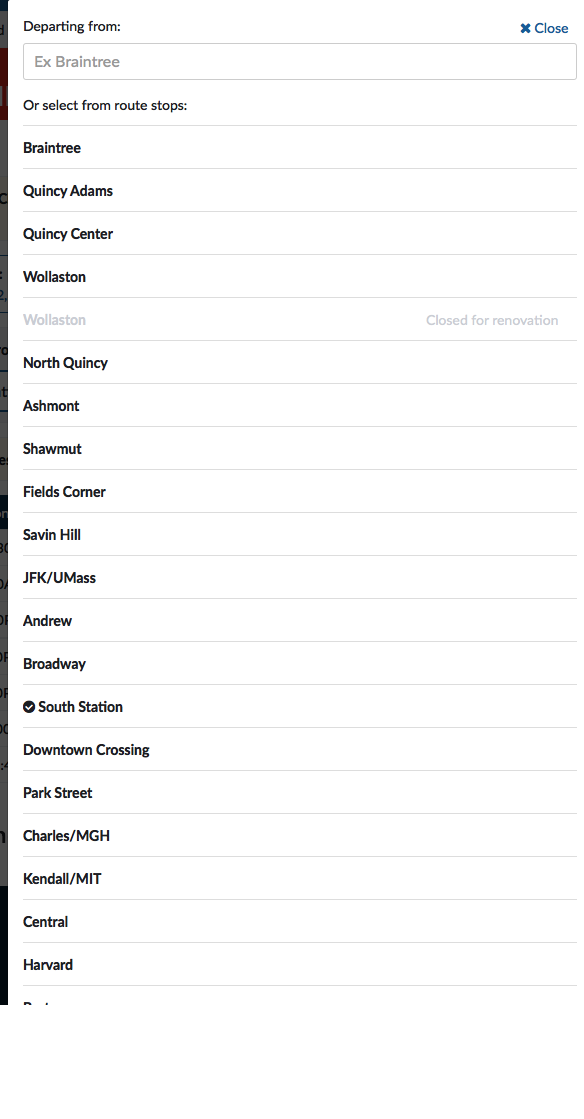 Departing from:
✖ Close
Ex Braintree
Or select from route stops:
Braintree
Quincy Adams
Quincy Center
Wollaston
Wollaston Closed for renovation
North Quincy
Ashmont
Shawmut
Fields Corner
Savin Hill
JFK/UMass
Andrew
Broadway
South Station
Downtown Crossing
Park Street
Charles/MGH
Kendall/MIT
Central
Harvard